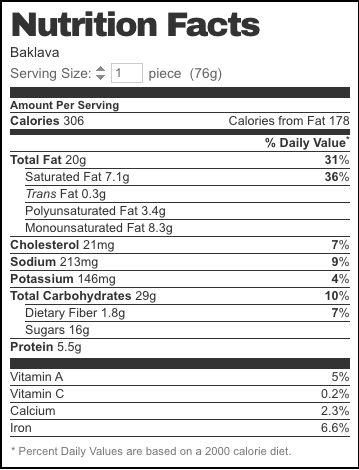 Nutrition Facts
Baklava
Serving Size: 1 piece (76g)
Amount Per Serving
Calories 306 Calories from Fat 178
% Daily Value*
Total Fat 20g 31%
Saturated Fat 7.1g 36%
Trans Fat 0.3g
Polyunsaturated Fat 3.4g
Monounsaturated Fat 8.3g
Cholesterol 21mg 7%
Sodium 213mg 9%
Potassium 146mg 4%
Total Carbohydrates 29g 10%
Dietary Fiber 1.8g 7%
Sugars 16g
Protein 5.5g
Vitamin A 5%
Vitamin C 0.2%
Calcium 2.3%
Iron 6.6%
* Percent Daily Values are based on a 2000 calorie diet.